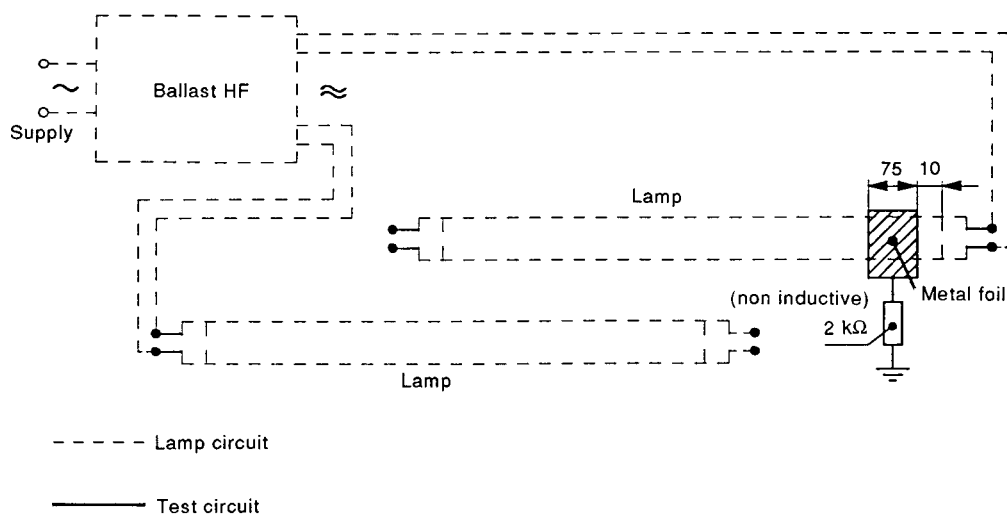 Ballast HF
∼
≈
Supply
75
10
Lamp
Metal foil
(non inductive)
2 kΩ
Lamp
Lamp circuit
Test circuit